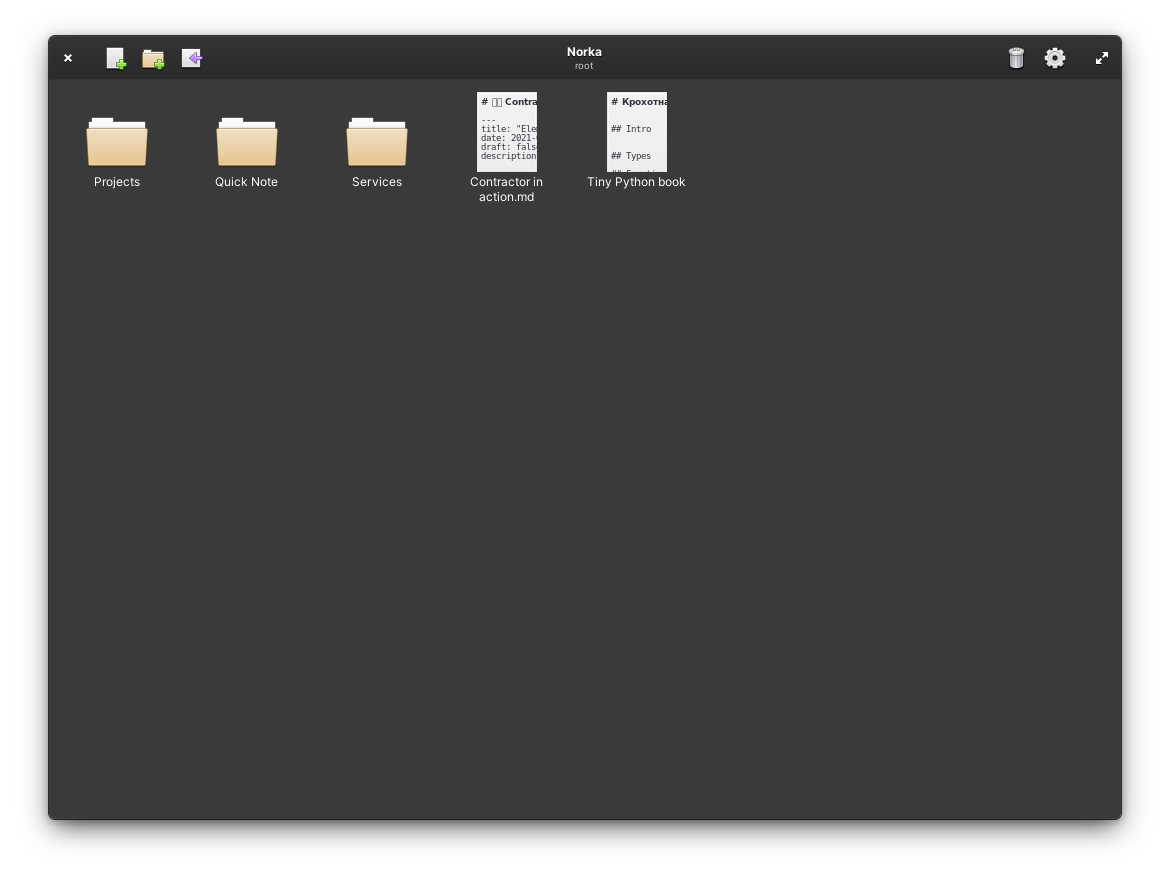 Norka
root
# Contra
---
title: "Ele
date: 2021-
draft: fals
description
# Крохотна
## Intro
## Types
Projects
Quick Note
Services
Contractor in
action.md
Tiny Python book